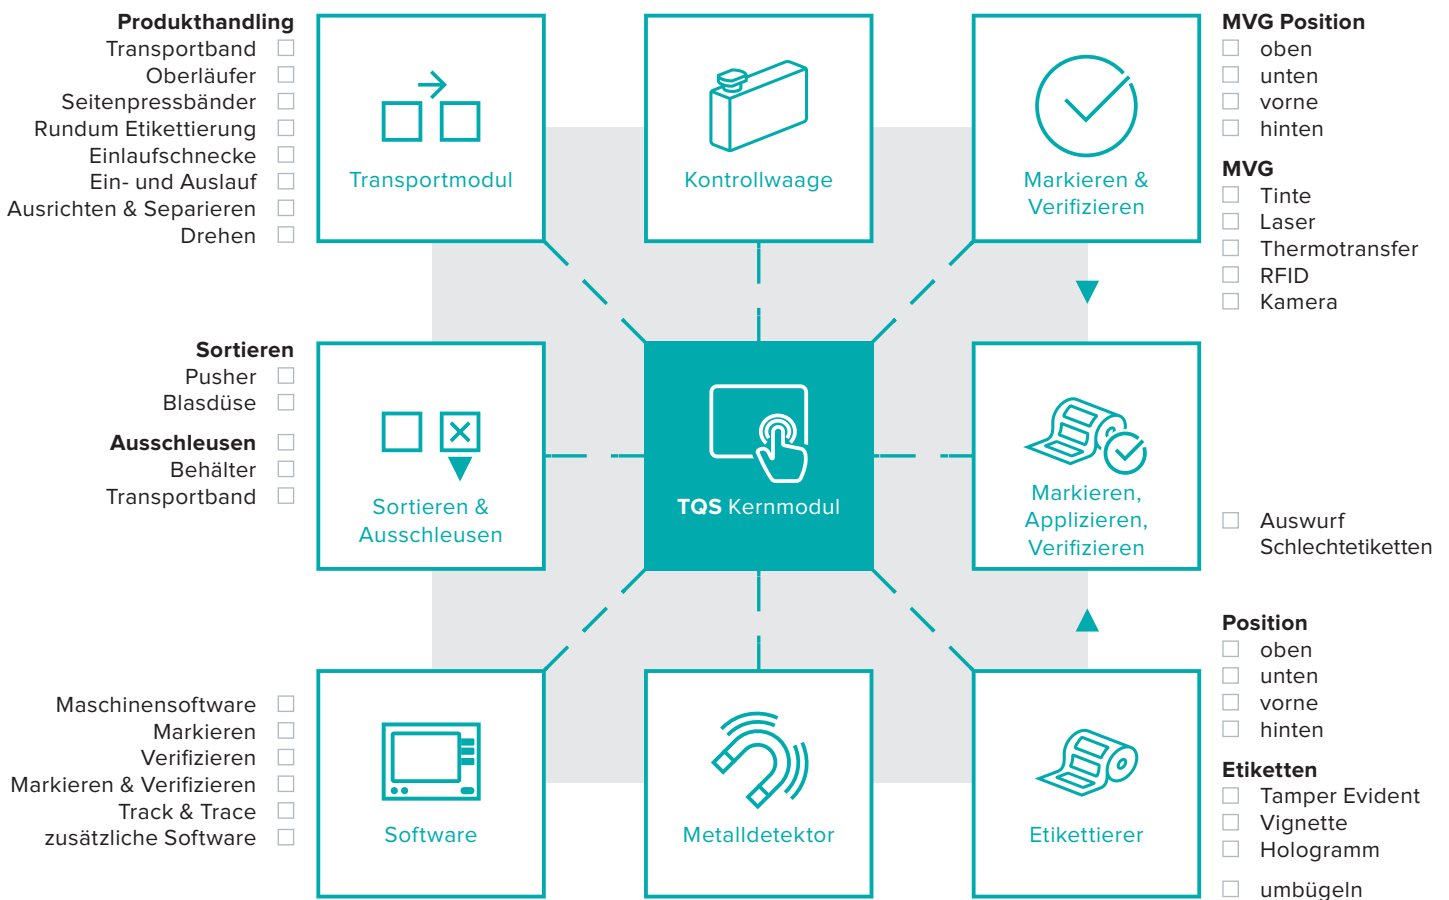 Produkthandling
Transportband
Oberläufer
Seitenpressbänder
Rundum Etikettierung
Einlaufschnecke
Ein- und Auslauf
Ausrichten & Separieren
Drehen
Transportmodul
Kontrollwaage
Markieren &
Verifizieren
MVG Position
oben
unten
vorne
hinten
MVG
Tinte
Laser
Thermotransfer
RFID
Kamera
Sortieren
Pusher
Blasdüse
Ausschleusen
Behälter
Transportband
Sortieren &
Ausschleusen
TQS Kernmodul
Markieren,
Applizieren,
Verifizieren
Auswurf
Schlechtetiketten
Maschinensoftware
Markieren
Verifizieren
Markieren & Verifizieren
Track & Trace
zusätzliche Software
Software
Metalldetektor
Etikettierer
Position
oben
unten
vorne
hinten
Etiketten
Tamper Evident
Vignette
Hologramm
umbügeln